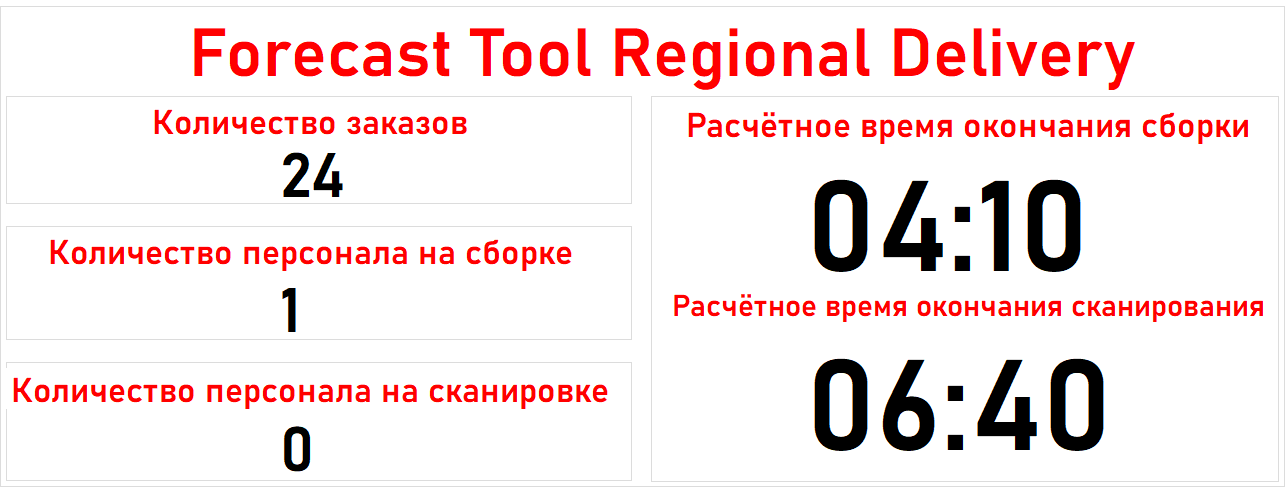 Forecast Tool Regional Delivery
Количество заказов
24
Количество персонала на сборке
1
Количество персонала на сканировке
0
Расчётное время окончания сборки
04:10
Расчётное время окончания сканирования
06:40